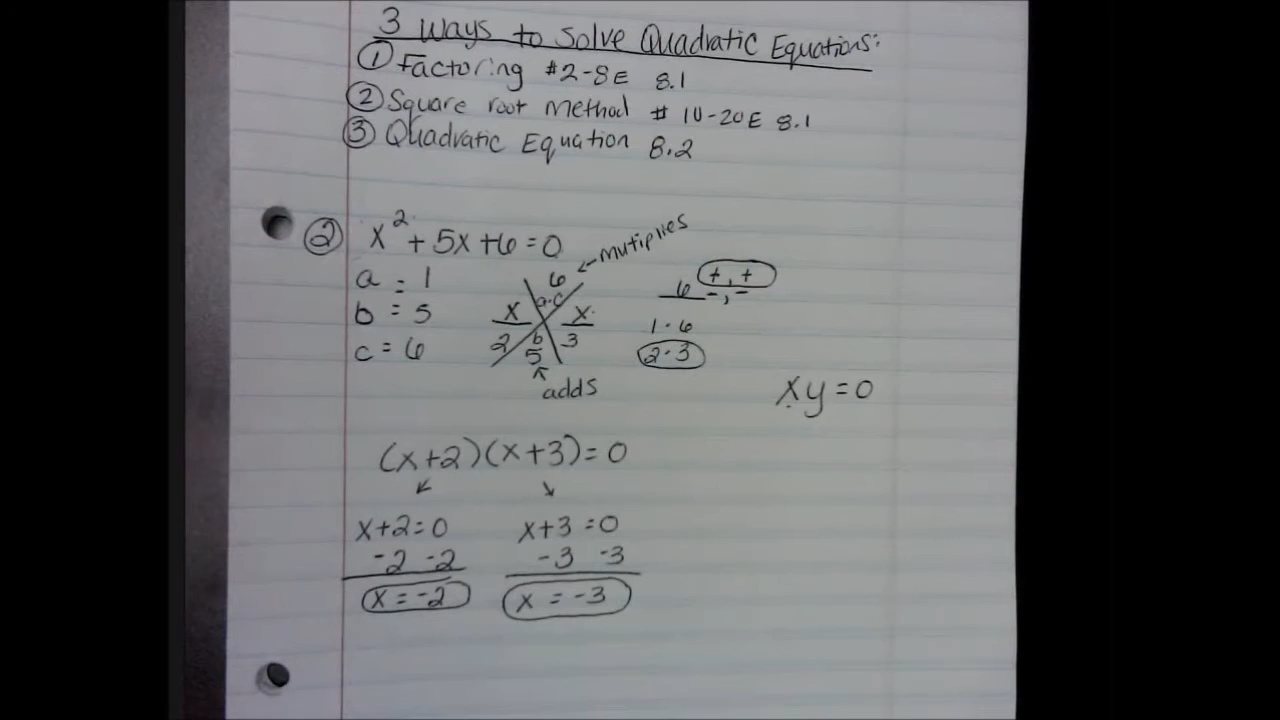 3 Ways to Solve Quadratic Equations:
① Factoring #2-8E 8.1
② Square root method # 10-20E 8.1
③ Quadratic Equation 8.2
② x² + 5x + 6 = 0
a = 1
b = 5
c = 6
6 ← mutiplies
a·c
x x
2 b 3
5
↑
adds
6 +, +
-, -
1 · 6
2 · 3
xy = 0
(x+2)(x+3) = 0
↙ ↘
x+2=0 x+3=0
-2 -2 -3 -3
x = -2 x = -3